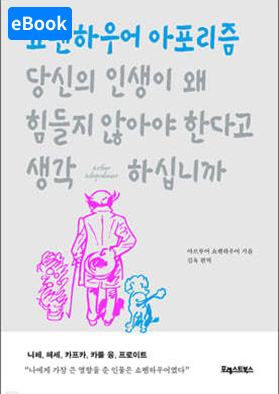 eBook
쇼펜하우어 아포리즘
당신의 인생이 왜
힘들지 않아야 한다고
생각
하십니까
arthur
schopenhauer
아르투어 쇼펜하우어 지음
김욱 편역
니체, 헤세, 카프카, 카를 융, 프로이트
“나에게 가장 큰 영향을 준 인물은 쇼펜하우어였다”
포레스트북스